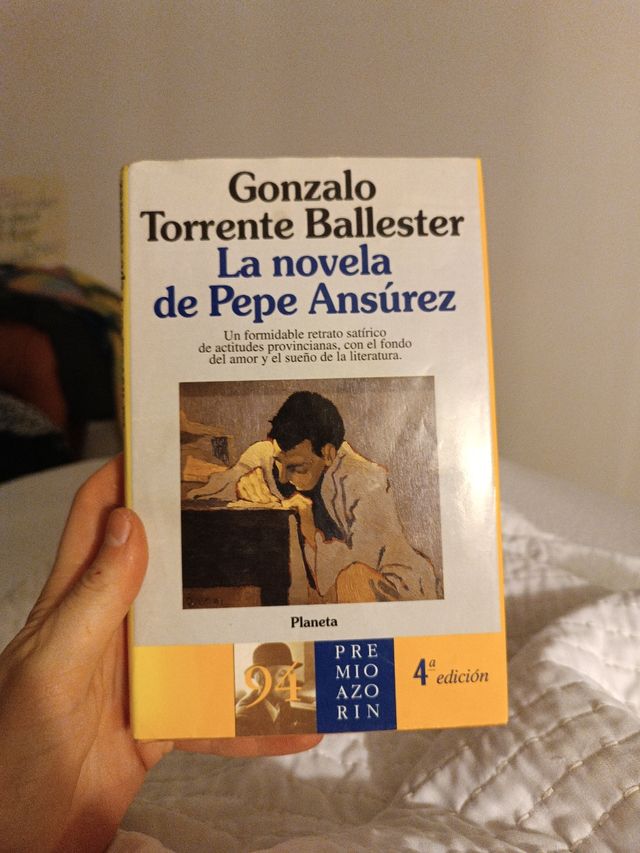 Gonzalo
Torrente Ballester
La novela
de Pepe Ansúrez
Un formidable retrato satírico
de actitudes provincianas, con el fondo
del amor y el sueño de la literatura.
Planeta
94
PRE
MIO
AZO
RIN
4ª edición